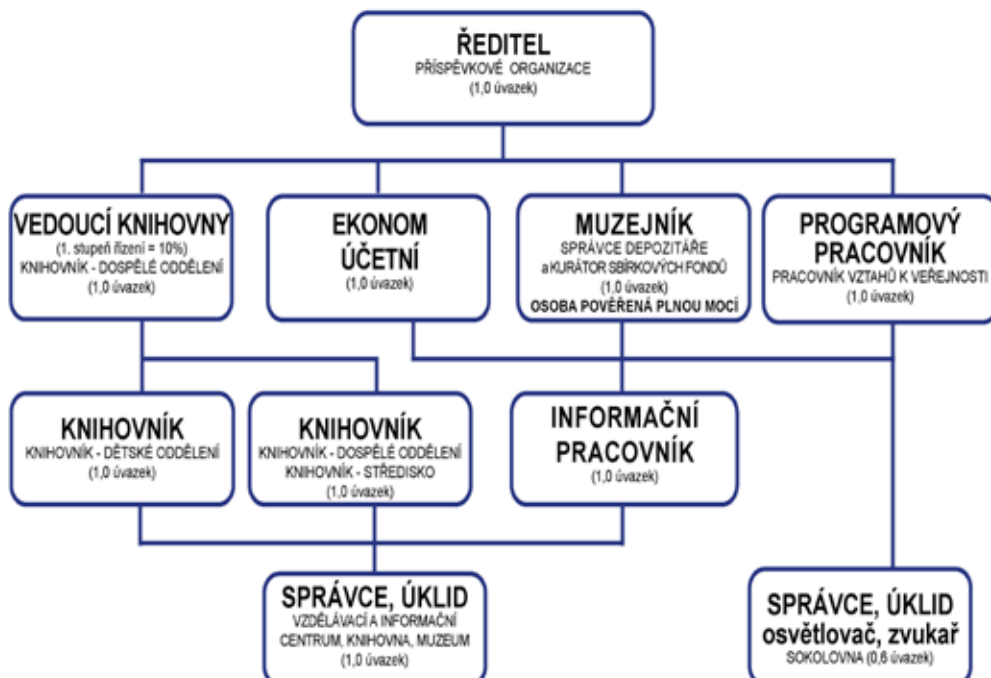 ŘEDITEL
PŘÍSPĚVKOVÉ ORGANIZACE
(1,0 úvazek)
VEDOUCÍ KNIHOVNY
(1. stupeň řízení = 10%)
KNIHOVNÍK - DOSPĚLÉ ODDĚLENÍ
(1,0 úvazek)
EKONOM
ÚČETNÍ
(1,0 úvazek)
MUZEJNÍK
SPRÁVCE DEPOZITÁŘE
a KURÁTOR SBÍRKOVÝCH FONDŮ
(1,0 úvazek)
OSOBA POVĚŘENÁ PLNOU MOCÍ
PROGRAMOVÝ
PRACOVNÍK
PRACOVNÍK VZTAHŮ K VEŘEJNOSTI
(1,0 úvazek)
KNIHOVNÍK
KNIHOVNÍK - DĚTSKÉ ODDĚLENÍ
(1,0 úvazek)
KNIHOVNÍK
KNIHOVNÍK - DOSPĚLÉ ODDĚLENÍ
KNIHOVNÍK - STŘEDISKO
(1,0 úvazek)
INFORMAČNÍ
PRACOVNÍK
(1,0 úvazek)
SPRÁVCE, ÚKLID
VZDĚLÁVACÍ A INFORMAČNÍ
CENTRUM, KNIHOVNA, MUZEUM
(1,0 úvazek)
SPRÁVCE, ÚKLID
osvětlovač, zvukař
SOKOLOVNA (0,6 úvazek)